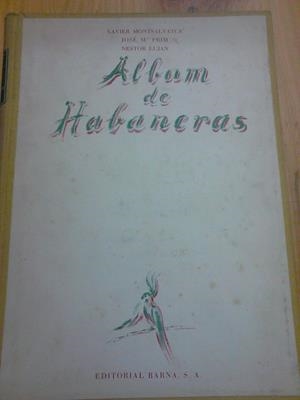 XAVIER MONTSALVATGE
JOSÉ Mª PRIM
NESTOR LUJAN
Album
de
Habaneras
EDITORIAL BARNA, S. A.